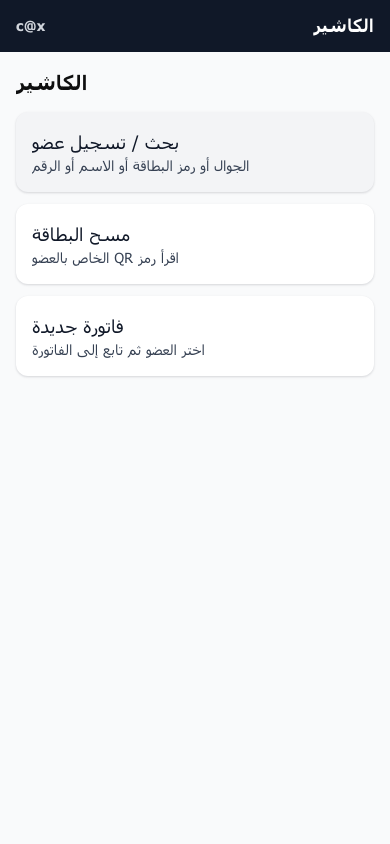 الكاشير
c@x
الكاشير
بحث / تسجيل عضو
الجوال أو رمز البطاقة أو الاسم أو الرقم
مسح البطاقة
اقرأ رمز QR الخاص بالعضو
فاتورة جديدة
اختر العضو ثم تابع إلى الفاتورة